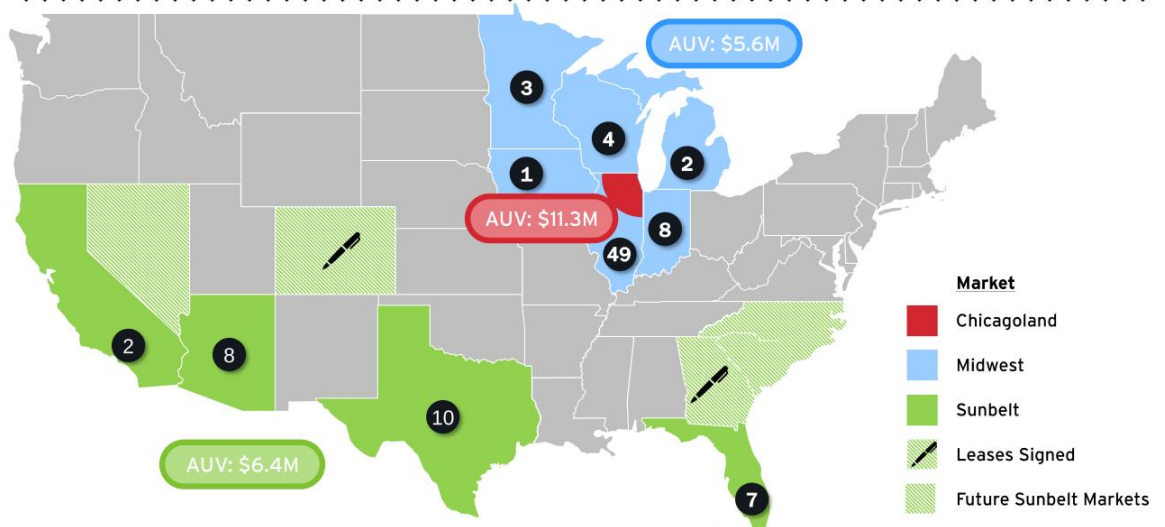 AUV: $5.6M
3
4
1
2
AUV: $11.3M
8
49
2
8
10
AUV: $6.4M
7
Market
Chicagoland
Midwest
Sunbelt
Leases Signed
Future Sunbelt Markets